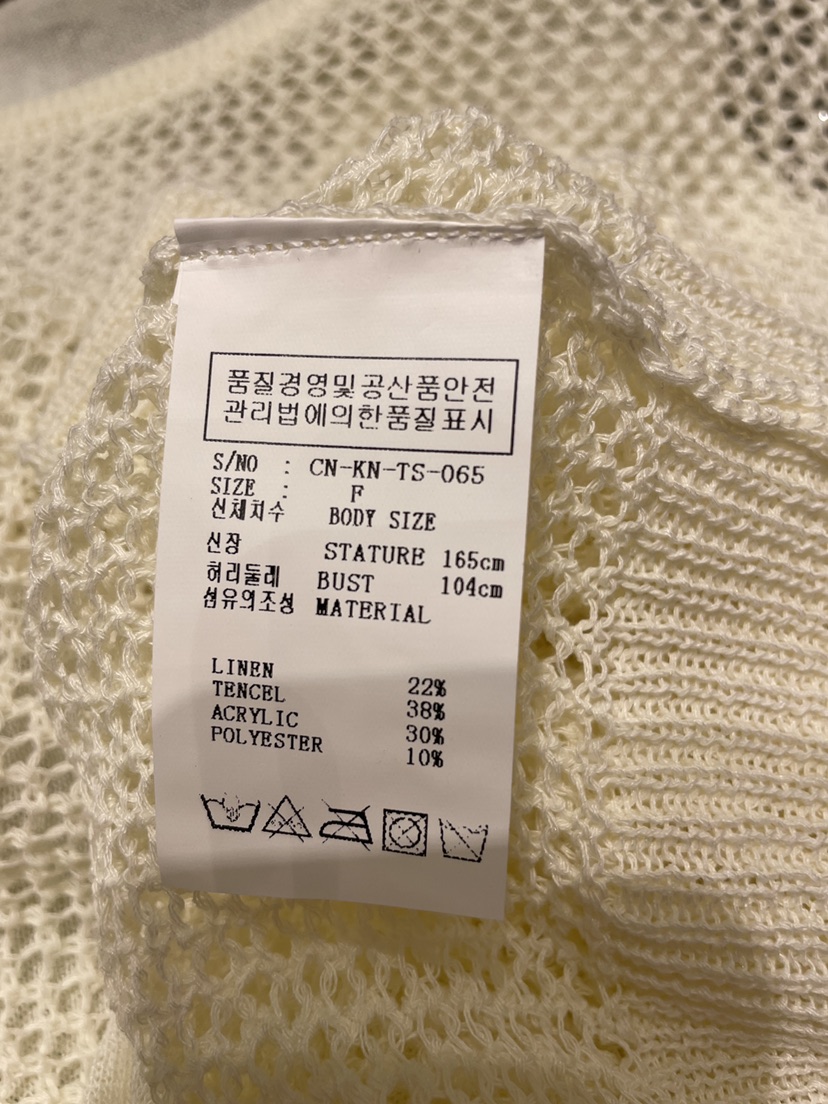 품질경영및공산품안전
관리법에의한품질표시
S/NO : CN-KN-TS-065
SIZE : F
신체치수 BODY SIZE
신장 STATURE 165cm
허리둘레 BUST 104cm
섬유의조성 MATERIAL
LINEN 22%
TENCEL 38%
ACRYLIC 30%
POLYESTER 10%